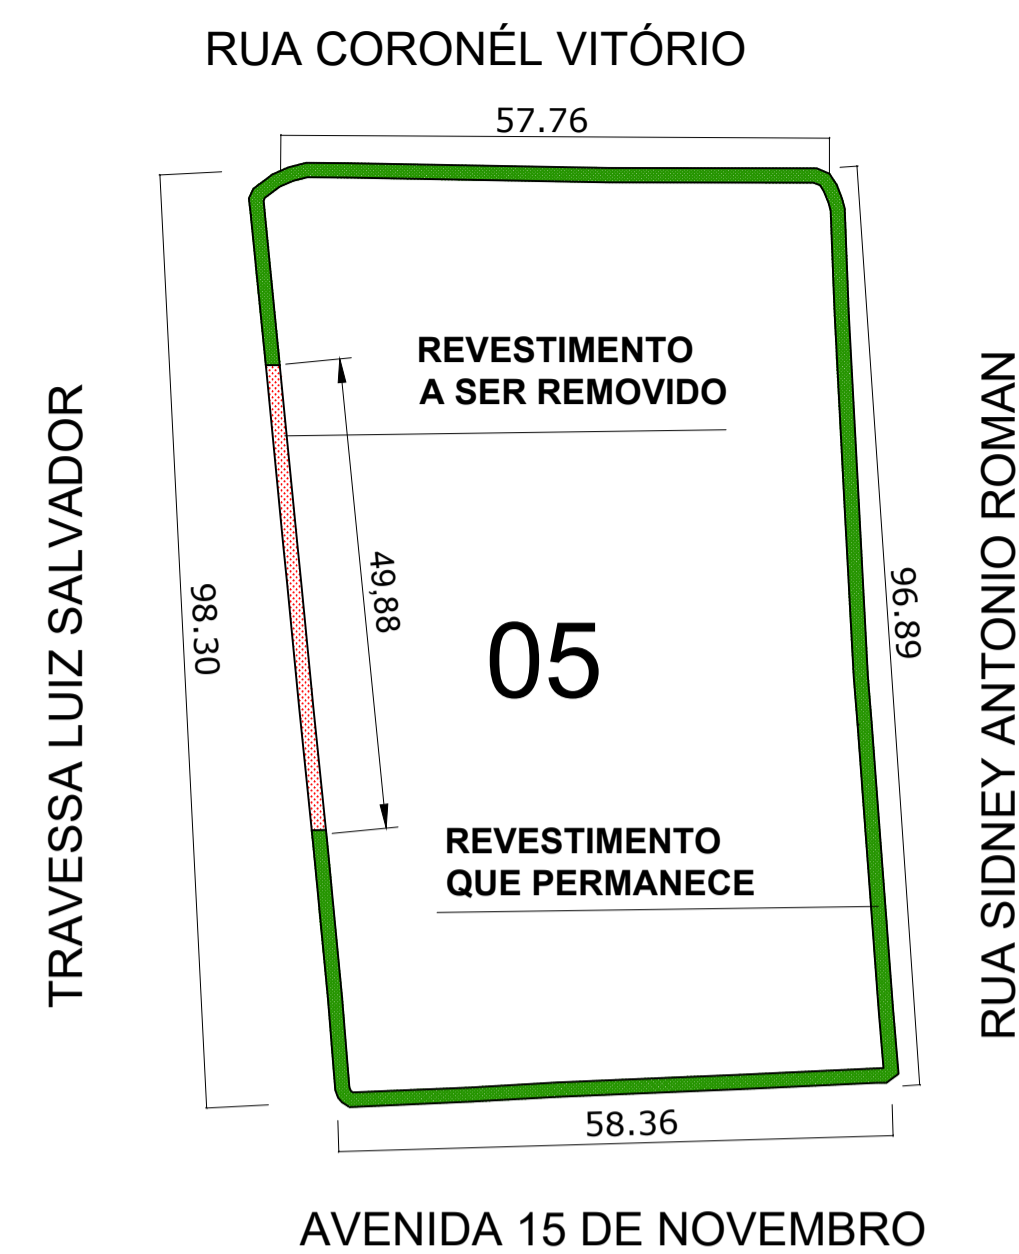 RUA CORONÉL VITÓRIO
57.76
REVESTIMENTO
A SER REMOVIDO
TRAVESSA LUIZ SALVADOR
98.30
49,88
05
96.89
RUA SIDNEY ANTONIO ROMAN
REVESTIMENTO
QUE PERMANECE
58.36
AVENIDA 15 DE NOVEMBRO